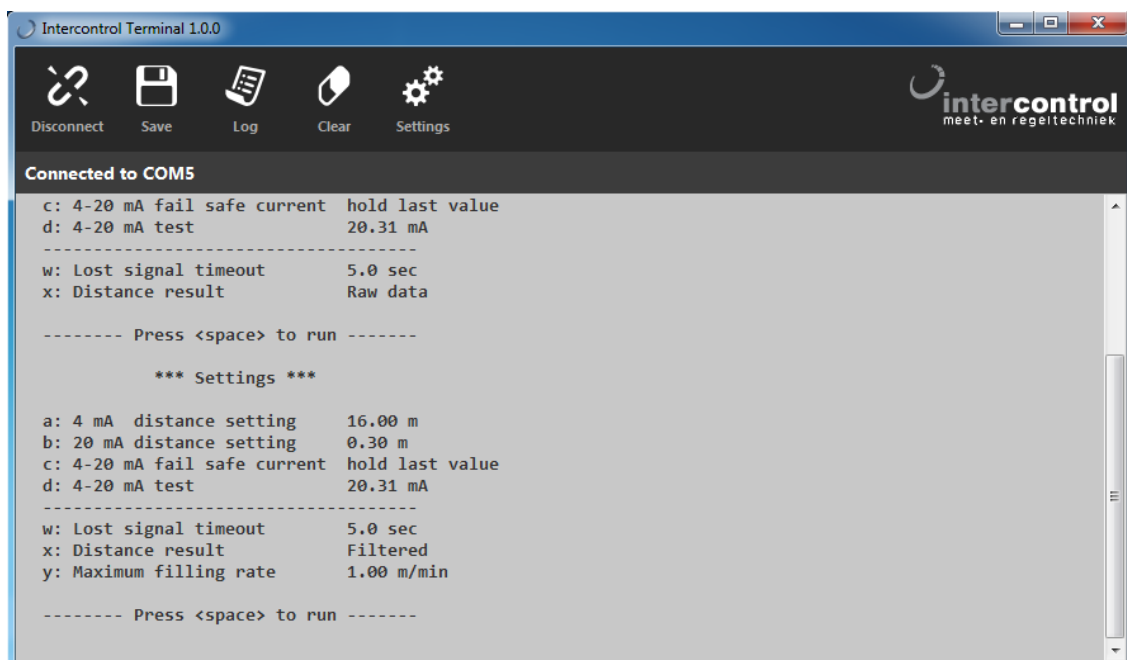 Intercontrol Terminal 1.0.0
Disconnect Save Log Clear Settings
intercontrol
meet- en regeltechniek
Connected to COM5
c: 4-20 mA fail safe current  hold last value
d: 4-20 mA test               20.31 mA
-------------------------------------
w: Lost signal timeout        5.0 sec
x: Distance result            Raw data
-------- Press <space> to run -------
*** Settings ***
a: 4 mA  distance setting     16.00 m
b: 20 mA distance setting     0.30 m
c: 4-20 mA fail safe current  hold last value
d: 4-20 mA test               20.31 mA
-------------------------------------
w: Lost signal timeout        5.0 sec
x: Distance result            Filtered
y: Maximum filling rate       1.00 m/min
-------- Press <space> to run -------